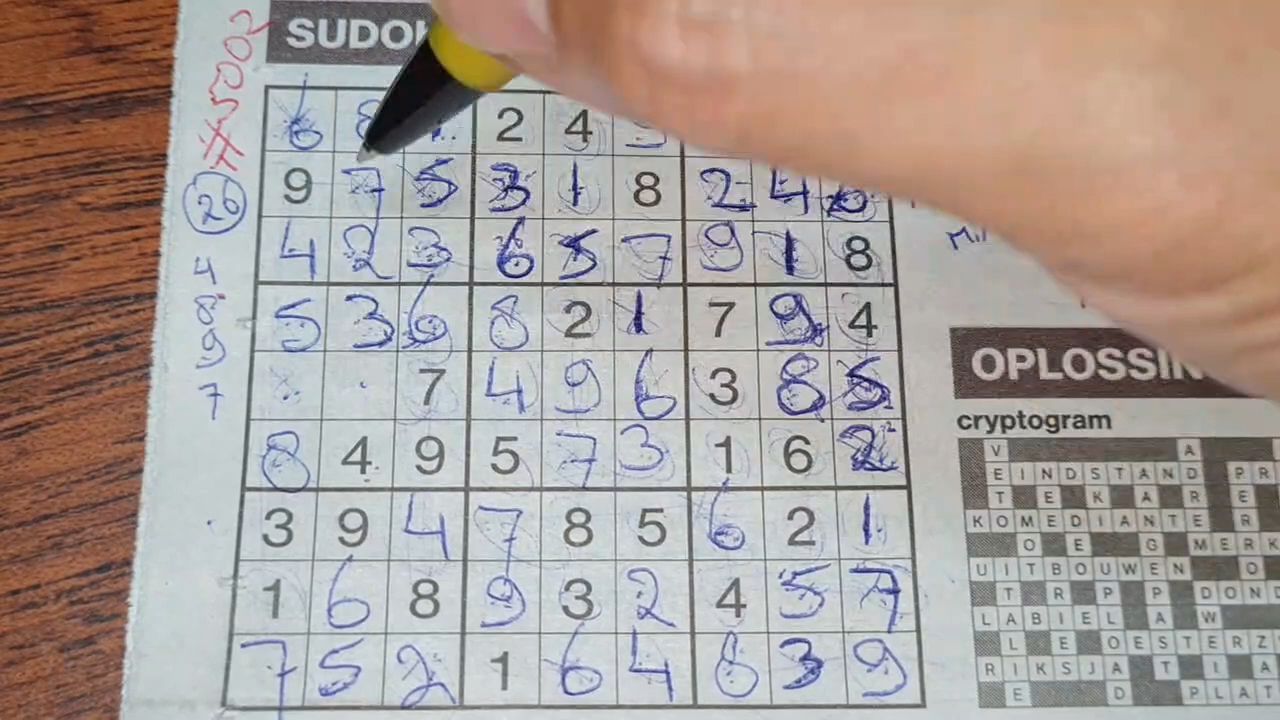 #5002
SUDO
26
6 8 1 2 4 9
9 7 5 3 1 8 2 4 6
4 2 3 6 5 7 9 1 8
5 3 6 8 2 1 7 9 4
7 4 9 6 3 8 5
8 4 9 5 7 3 1 6 2
3 9 4 7 8 5 6 2 1
1 6 8 9 3 2 4 5 7
7 5 2 1 6 4 8 3 9
OPLOSSIN
cryptogram
V A
EINDSTAND PR
T E K A R E
KOMEDIANTE R
O E G MERK
UITBOUWEN O
T R P P DOND
LABIEL A W
L E OESTERZ
RIKSJA T I A
E D PLAT